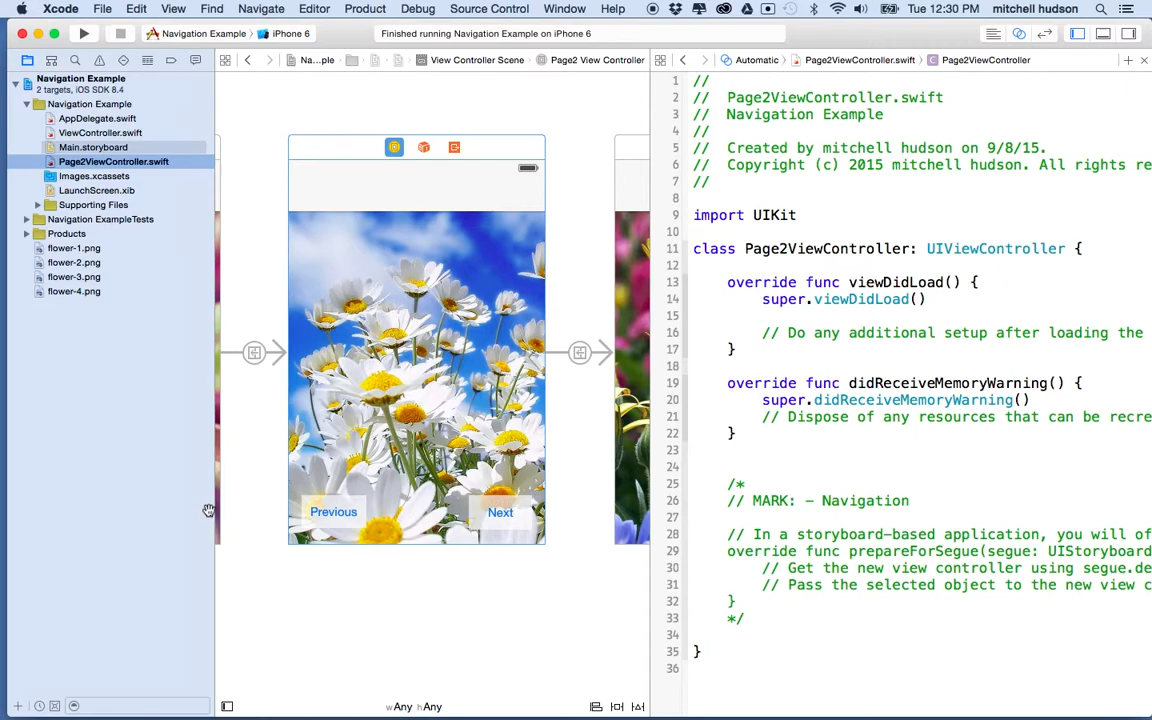 Xcode File Edit View Find Navigate Editor Product Debug Source Control Window Help Tue 12:30 PM mitchell hudson
Navigation Example iPhone 6 Finished running Navigation Example on iPhone 6
Na...ple View Controller Scene Page2 View Controller Automatic Page2ViewController.swift Page2ViewController
Navigation Example
2 targets, iOS SDK 8.4
Navigation Example
AppDelegate.swift
ViewController.swift
Main.storyboard
Page2ViewController.swift
Images.xcassets
LaunchScreen.xib
Supporting Files
Navigation ExampleTests
Products
flower-1.png
flower-2.png
flower-3.png
flower-4.png
Previous Next
wAny hAny
1 //
2 // Page2ViewController.swift
3 // Navigation Example
4 //
5 // Created by mitchell hudson on 9/8/15.
6 // Copyright (c) 2015 mitchell hudson. All rights re
7 //
8
9 import UIKit
10
11 class Page2ViewController: UIViewController {
12
13 override func viewDidLoad() {
14 super.viewDidLoad()
15
16 // Do any additional setup after loading the
17 }
18
19 override func didReceiveMemoryWarning() {
20 super.didReceiveMemoryWarning()
21 // Dispose of any resources that can be recre
22 }
23
24
25 /*
26 // MARK: - Navigation
27
28 // In a storyboard-based application, you will of
29 override func prepareForSegue(segue: UIStoryboard
30 // Get the new view controller using segue.de
31 // Pass the selected object to the new view c
32 }
33 */
34
35 }
36